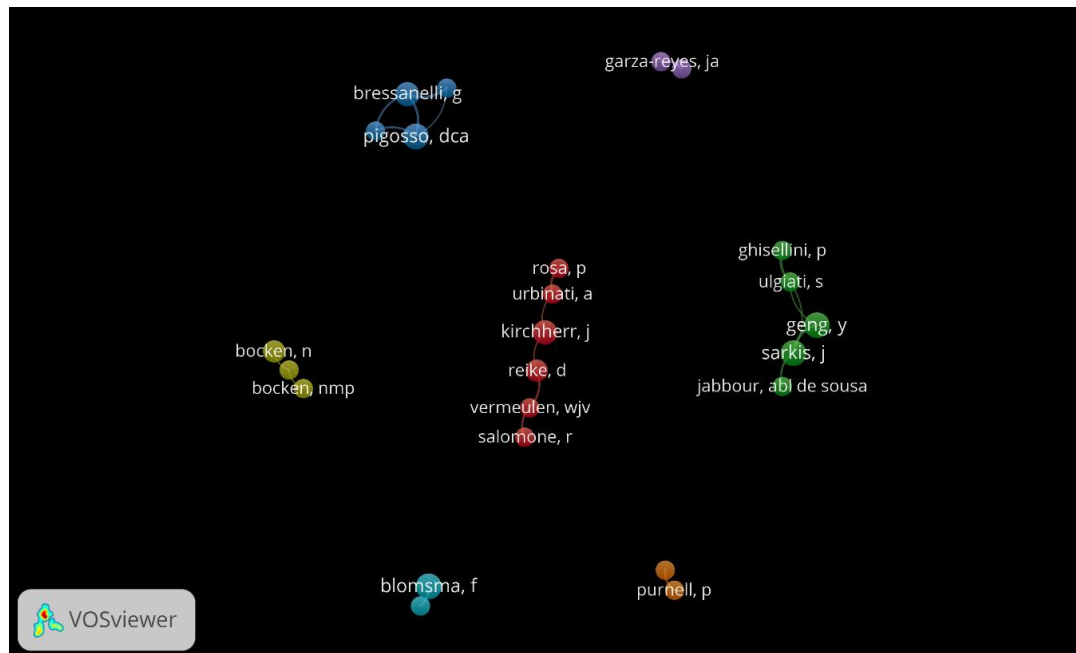 garza-reyes, ja
bressanelli, g
pigosso, dca
ghisellini, p
rosa, p
ulgiati, s
urbinati, a
geng, y
kirchherr, j
bocken, n
sarkis, j
reike, d
bocken, nmp
jabbour, abl de sousa
vermeulen, wjv
salomone, r
blomsma, f
purnell, p
VOSviewer